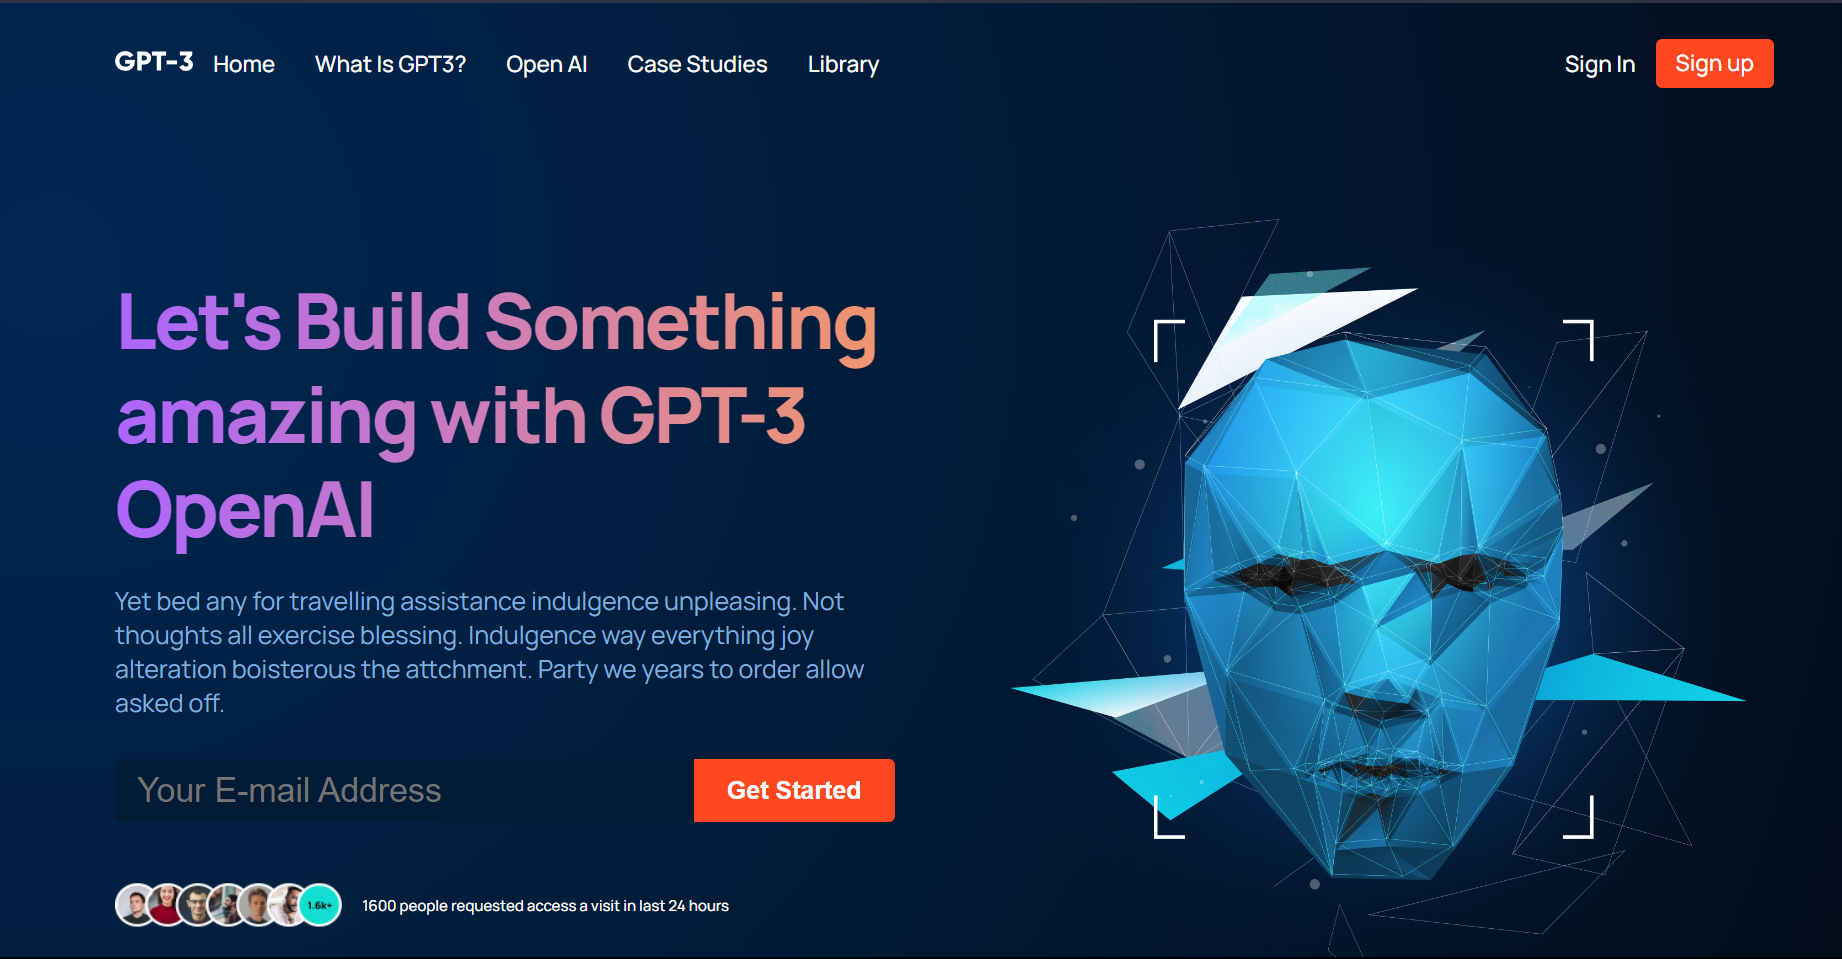 GPT-3 Home What Is GPT3? Open AI Case Studies Library Sign In Sign up
Let's Build Something
amazing with GPT-3
OpenAI
Yet bed any for travelling assistance indulgence unpleasing. Not
thoughts all exercise blessing. Indulgence way everything joy
alteration boisterous the attchment. Party we years to order allow
asked off.
Your E-mail Address Get Started
1.6k+ 1600 people requested access a visit in last 24 hours